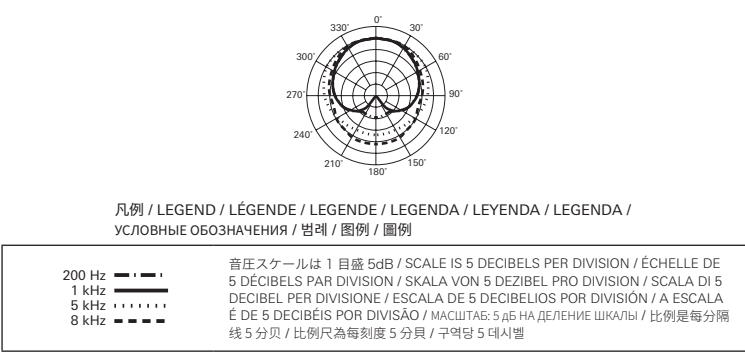 0°
330° 30°
300° 60°
270° 90°
240° 120°
210° 150°
180°
凡例 / LEGEND / LÉGENDE / LEGENDE / LEGENDA / LEYENDA / LEGENDA /
УСЛОВНЫЕ ОБОЗНАЧЕНИЯ / 범례 / 图例 / 圖例
200 Hz
1 kHz
5 kHz
8 kHz
音圧スケールは 1 目盛 5dB / SCALE IS 5 DECIBELS PER DIVISION / ÉCHELLE DE
5 DÉCIBELS PAR DIVISION / SKALA VON 5 DEZIBEL PRO DIVISION / SCALA DI 5
DECIBEL PER DIVISIONE / ESCALA DE 5 DECIBELIOS POR DIVISIÓN / A ESCALA
É DE 5 DECIBÉIS POR DIVISÃO / МАСШТАБ: 5 дБ НА ДЕЛЕНИЕ ШКАЛЫ / 比例是每分隔
线 5 分贝 / 比例尺為每刻度 5 分貝 / 구역당 5 데시벨